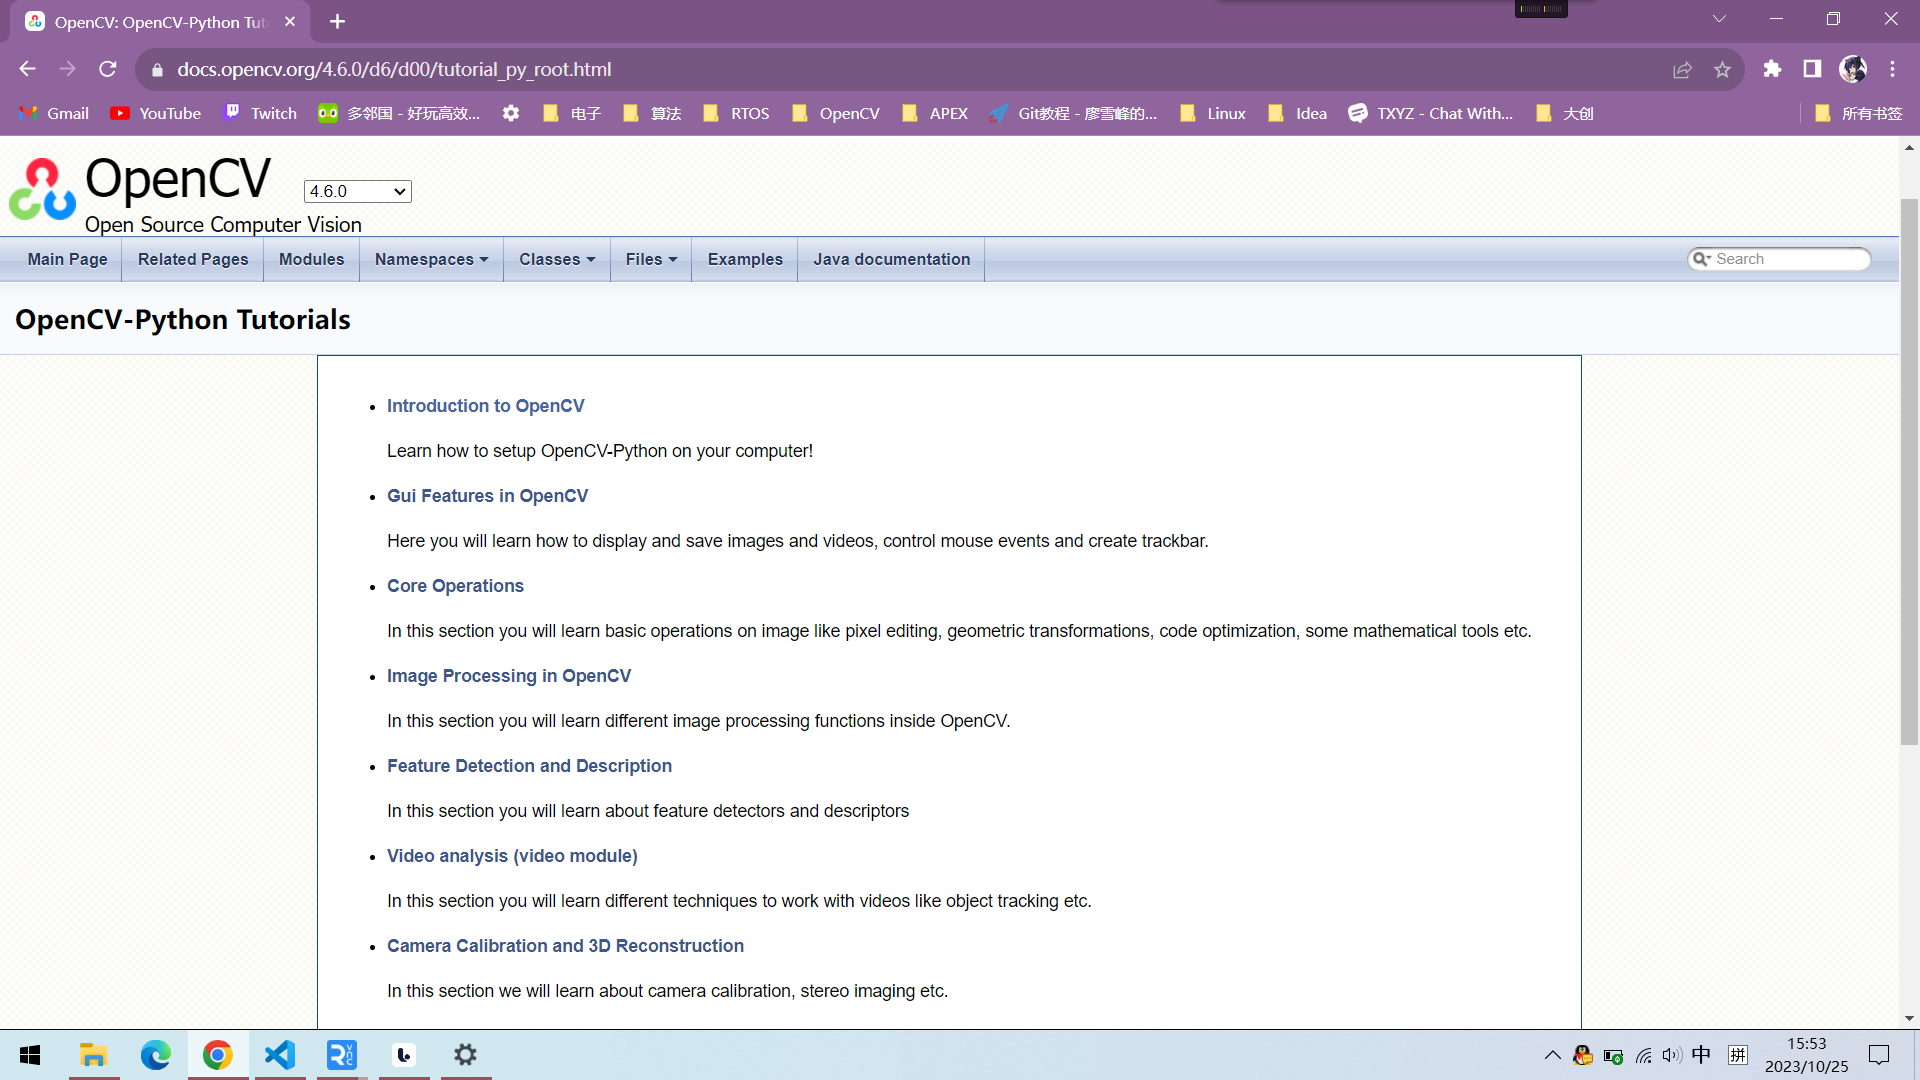 OpenCV: OpenCV-Python Tut
docs.opencv.org/4.6.0/d6/d00/tutorial_py_root.html
Gmail YouTube Twitch 多邻国 - 好玩高效... 电子 算法 RTOS OpenCV APEX Git教程 - 廖雪峰的... Linux Idea TXYZ - Chat With... 大创 所有书签
OpenCV 4.6.0
Open Source Computer Vision
Main Page Related Pages Modules Namespaces Classes Files Examples Java documentation Search
OpenCV-Python Tutorials
Introduction to OpenCV
Learn how to setup OpenCV-Python on your computer!
Gui Features in OpenCV
Here you will learn how to display and save images and videos, control mouse events and create trackbar.
Core Operations
In this section you will learn basic operations on image like pixel editing, geometric transformations, code optimization, some mathematical tools etc.
Image Processing in OpenCV
In this section you will learn different image processing functions inside OpenCV.
Feature Detection and Description
In this section you will learn about feature detectors and descriptors
Video analysis (video module)
In this section you will learn different techniques to work with videos like object tracking etc.
Camera Calibration and 3D Reconstruction
In this section we will learn about camera calibration, stereo imaging etc.
中 拼 15:53
2023/10/25